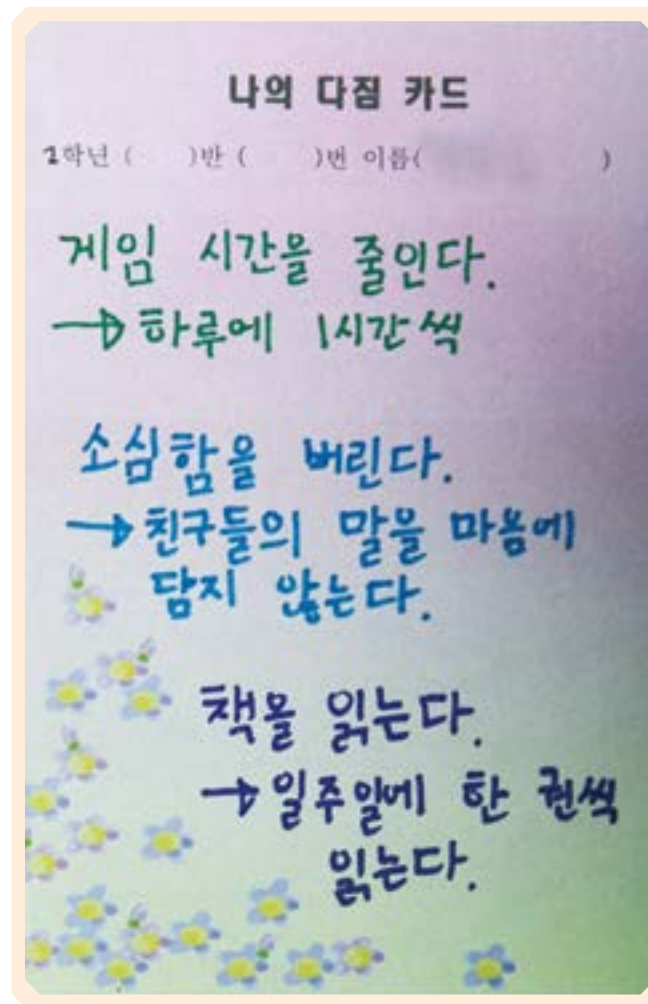 나의 다짐 카드
2학년 ( )반 ( )번 이름( )
게임 시간을 줄인다.
→ 하루에 1시간씩
소심함을 버린다.
→ 친구들의 말을 마음에
담지 않는다.
책을 읽는다.
→ 일주일에 한 권씩
읽는다.